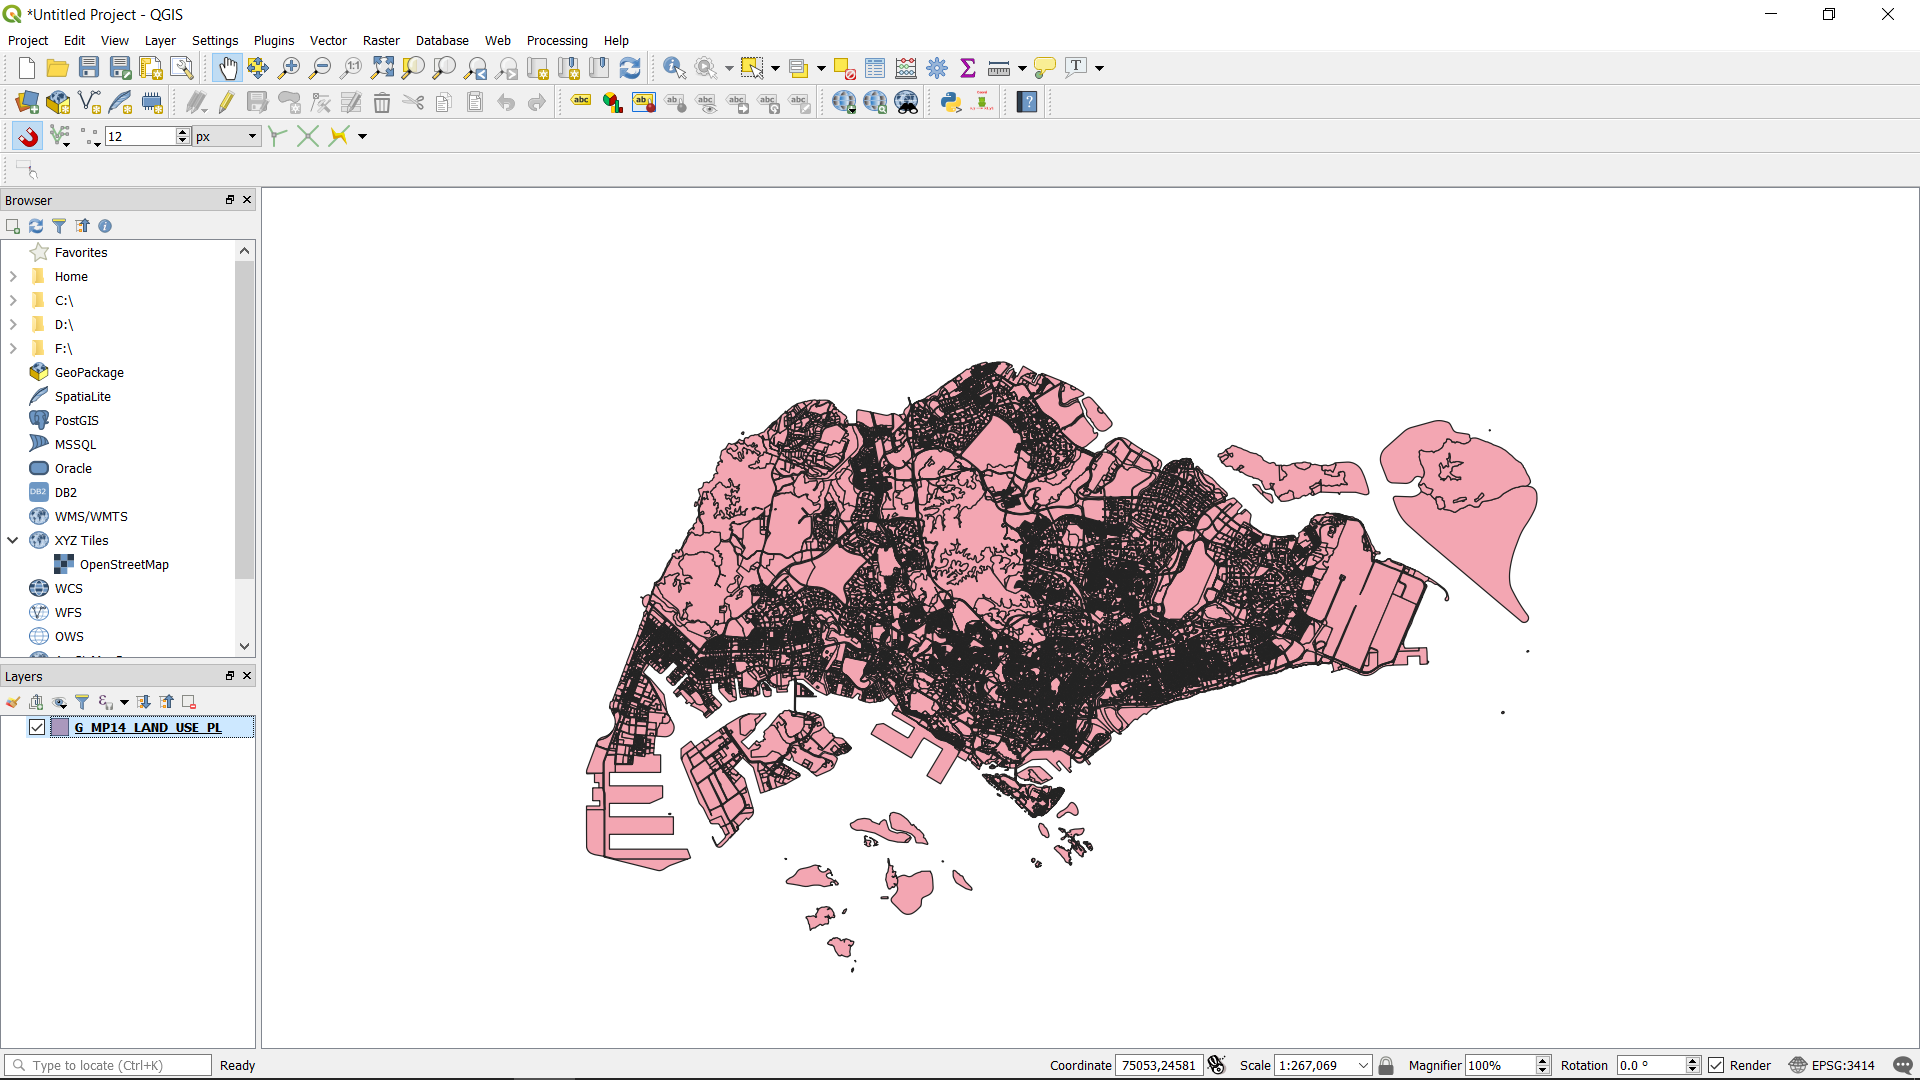 *Untitled Project - QGIS
Project Edit View Layer Settings Plugins Vector Raster Database Web Processing Help
12 px
Browser
Favorites
Home
C:\
D:\
F:\
GeoPackage
SpatiaLite
PostGIS
MSSQL
Oracle
DB2
WMS/WMTS
XYZ Tiles
OpenStreetMap
WCS
WFS
OWS
Layers
G_MP14_LAND_USE_PL
Type to locate (Ctrl+K) Ready Coordinate 75053,24581 Scale 1:267,069 Magnifier 100% Rotation 0.0 ° Render EPSG:3414